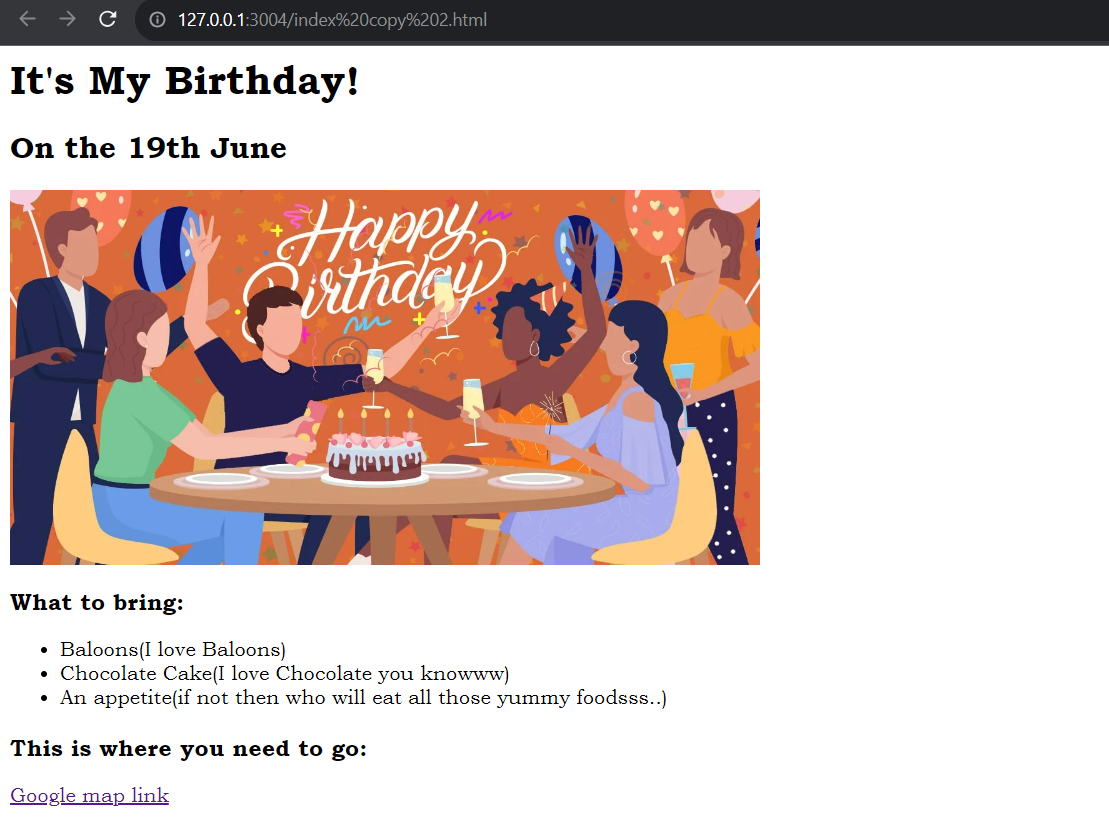 127.0.0.1:3004/index%20copy%202.html
It's My Birthday!
On the 19th June
Happy
Birthday
What to bring:
Baloons(I love Baloons)
Chocolate Cake(I love Chocolate you knowww)
An appetite(if not then who will eat all those yummy foodsss..)
This is where you need to go:
Google map link